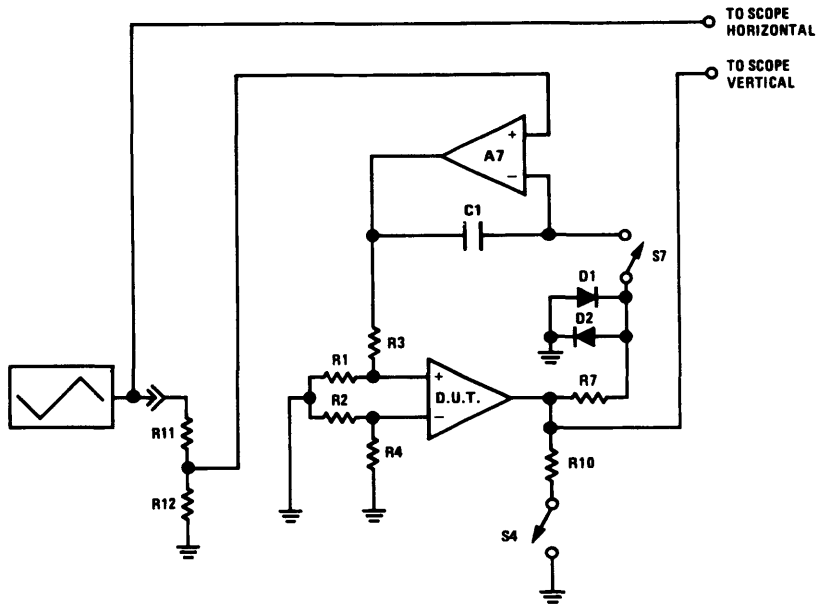 TO SCOPE
HORIZONTAL
TO SCOPE
VERTICAL
+
A7
−
C1
S7
D1
D2
R3
R1
+
D.U.T.
R7
R2
−
R11
R4
R10
R12
S4